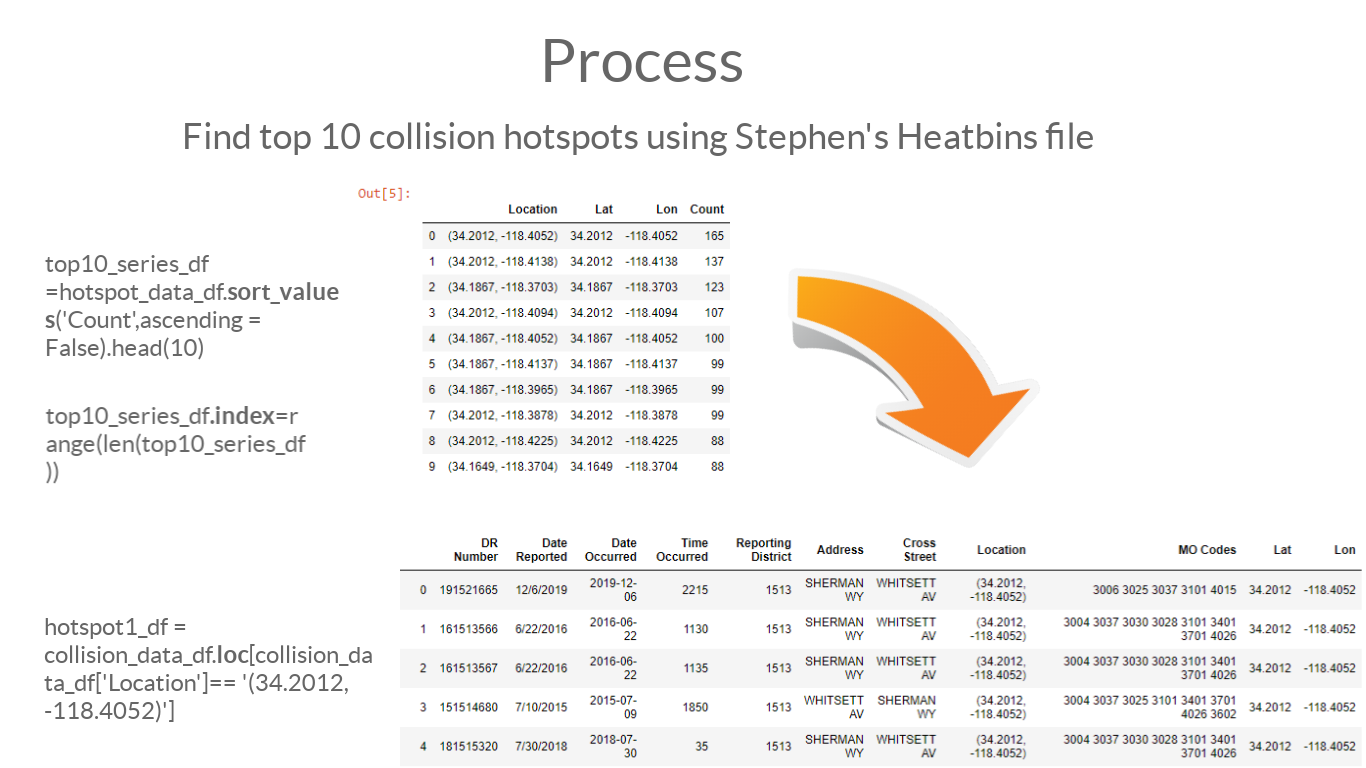 Process
Find top 10 collision hotspots using Stephen's Heatbins file
top10_series_df
=hotspot_data_df.sort_value
s('Count',ascending =
False).head(10)
top10_series_df.index=r
ange(len(top10_series_df
))
Out[5]:
Location Lat Lon Count
0 (34.2012, -118.4052) 34.2012 -118.4052 165
1 (34.2012, -118.4138) 34.2012 -118.4138 137
2 (34.1867, -118.3703) 34.1867 -118.3703 123
3 (34.2012, -118.4094) 34.2012 -118.4094 107
4 (34.1867, -118.4052) 34.1867 -118.4052 100
5 (34.1867, -118.4137) 34.1867 -118.4137 99
6 (34.1867, -118.3965) 34.1867 -118.3965 99
7 (34.2012, -118.3878) 34.2012 -118.3878 99
8 (34.2012, -118.4225) 34.2012 -118.4225 88
9 (34.1649, -118.3704) 34.1649 -118.3704 88
hotspot1_df =
collision_data_df.loc[collision_da
ta_df['Location']== '(34.2012,
-118.4052)']
DR Date Date Time Reporting Cross
Number Reported Occurred Occurred District Address Street Location MO Codes Lat Lon
0 191521665 12/6/2019 2019-12- 2215 1513 SHERMAN WHITSETT (34.2012, 3006 3025 3037 3101 4015 34.2012 -118.4052
06 WY AV -118.4052)
1 161513566 6/22/2016 2016-06- 1130 1513 SHERMAN WHITSETT (34.2012, 3004 3037 3030 3028 3101 3401 34.2012 -118.4052
22 WY AV -118.4052) 3701 4026
2 161513567 6/22/2016 2016-06- 1135 1513 SHERMAN WHITSETT (34.2012, 3004 3037 3030 3028 3101 3401 34.2012 -118.4052
22 WY AV -118.4052) 3701 4026
3 151514680 7/10/2015 2015-07- 1850 1513 WHITSETT SHERMAN (34.2012, 3004 3037 3025 3101 3401 3701 34.2012 -118.4052
09 AV WY -118.4052) 4026 3602
4 181515320 7/30/2018 2018-07- 35 1513 SHERMAN WHITSETT (34.2012, 3004 3037 3030 3028 3101 3401 34.2012 -118.4052
30 WY AV -118.4052) 3701 4026